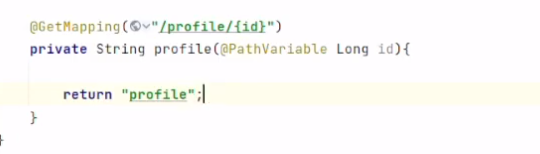 @GetMapping("/profile/{id}")
private String profile(@PathVariable Long id){
return "profile";
}
}